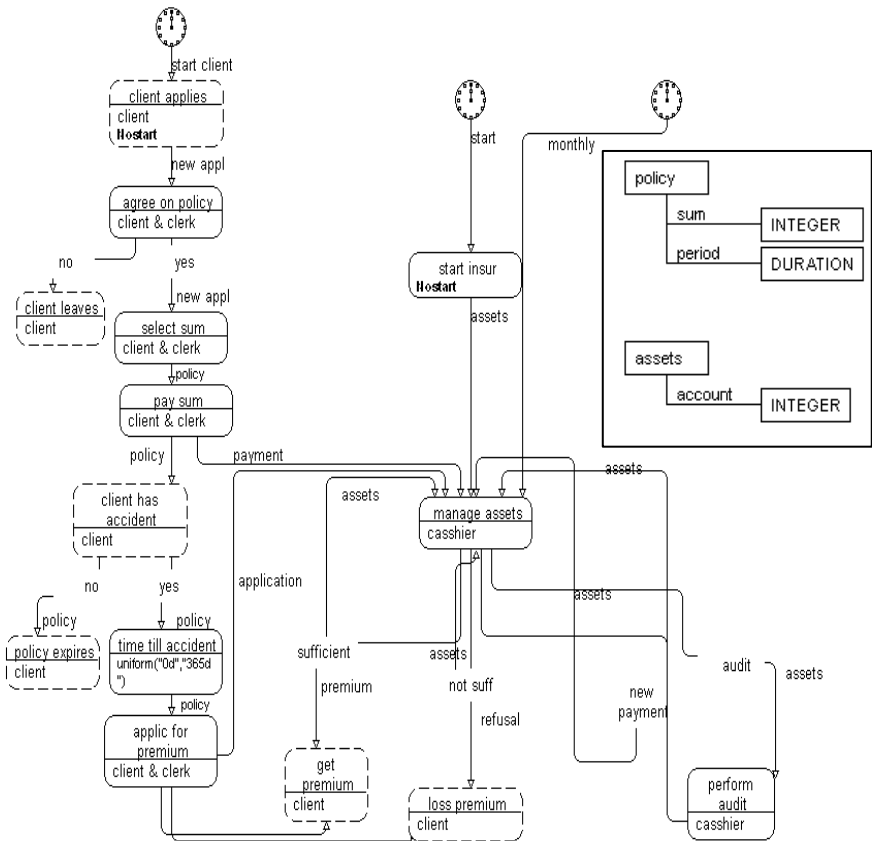 start client
client applies
client
Nostart
new appl
agree on policy
client & clerk
no
yes
client leaves
client
new appl
select sum
client & clerk
policy
pay sum
client & clerk
policy
payment
client has
accident
client
no
yes
policy
policy
policy expires
client
time till accident
uniform("0d","365d
")
policy
applic for
premium
client & clerk
application
start
monthly
start insur
Nostart
assets
assets
manage assets
casshier
assets
sufficient
premium
get
premium
client
assets
not suff
refusal
loss premium
client
assets
new
payment
audit
assets
perform
audit
casshier
policy
sum
INTEGER
period
DURATION
assets
account
INTEGER